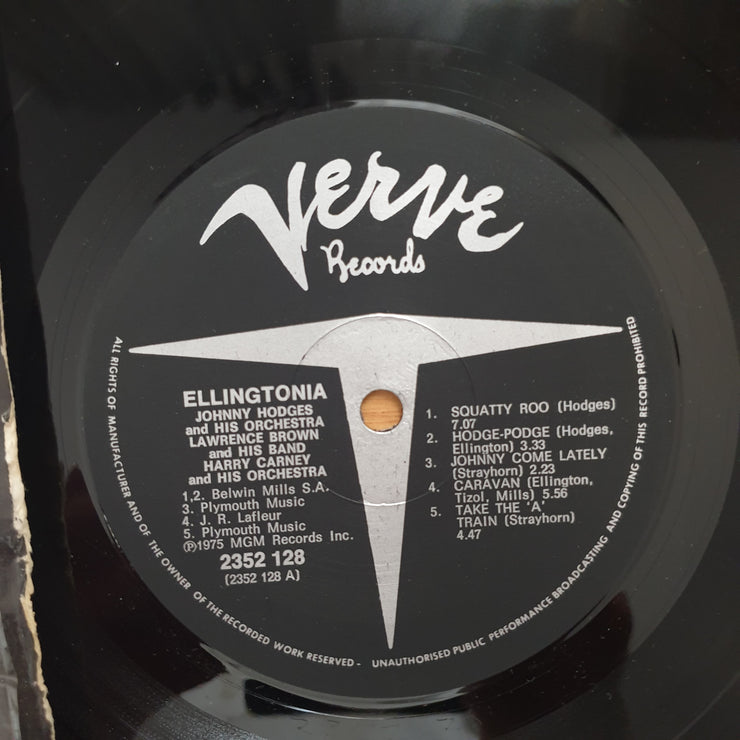 Verve
Records
ELLINGTONIA
JOHNNY HODGES
and HIS ORCHESTRA
LAWRENCE BROWN
and HIS BAND
HARRY CARNEY
and HIS ORCHESTRA
1,2. Belwin Mills S.A.
3. Plymouth Music
4. J. R. Lafleur
5. Plymouth Music
Ⓟ1975 MGM Records Inc.
2352 128
(2352 128 A)
1. SQUATTY ROO (Hodges)
7.07
2. HODGE-PODGE (Hodges,
Ellington) 3.33
3. JOHNNY COME LATELY
(Strayhorn) 2.23
4. CARAVAN (Ellington,
Tizol, Mills) 5.56
5. TAKE THE 'A'
TRAIN (Strayhorn)
4.47
ALL RIGHTS OF MANUFACTURER AND OF THE OWNER OF THE RECORDED WORK RESERVED - UNAUTHORISED PUBLIC PERFORMANCE BROADCASTING AND COPYING OF THIS RECORD PROHIBITED